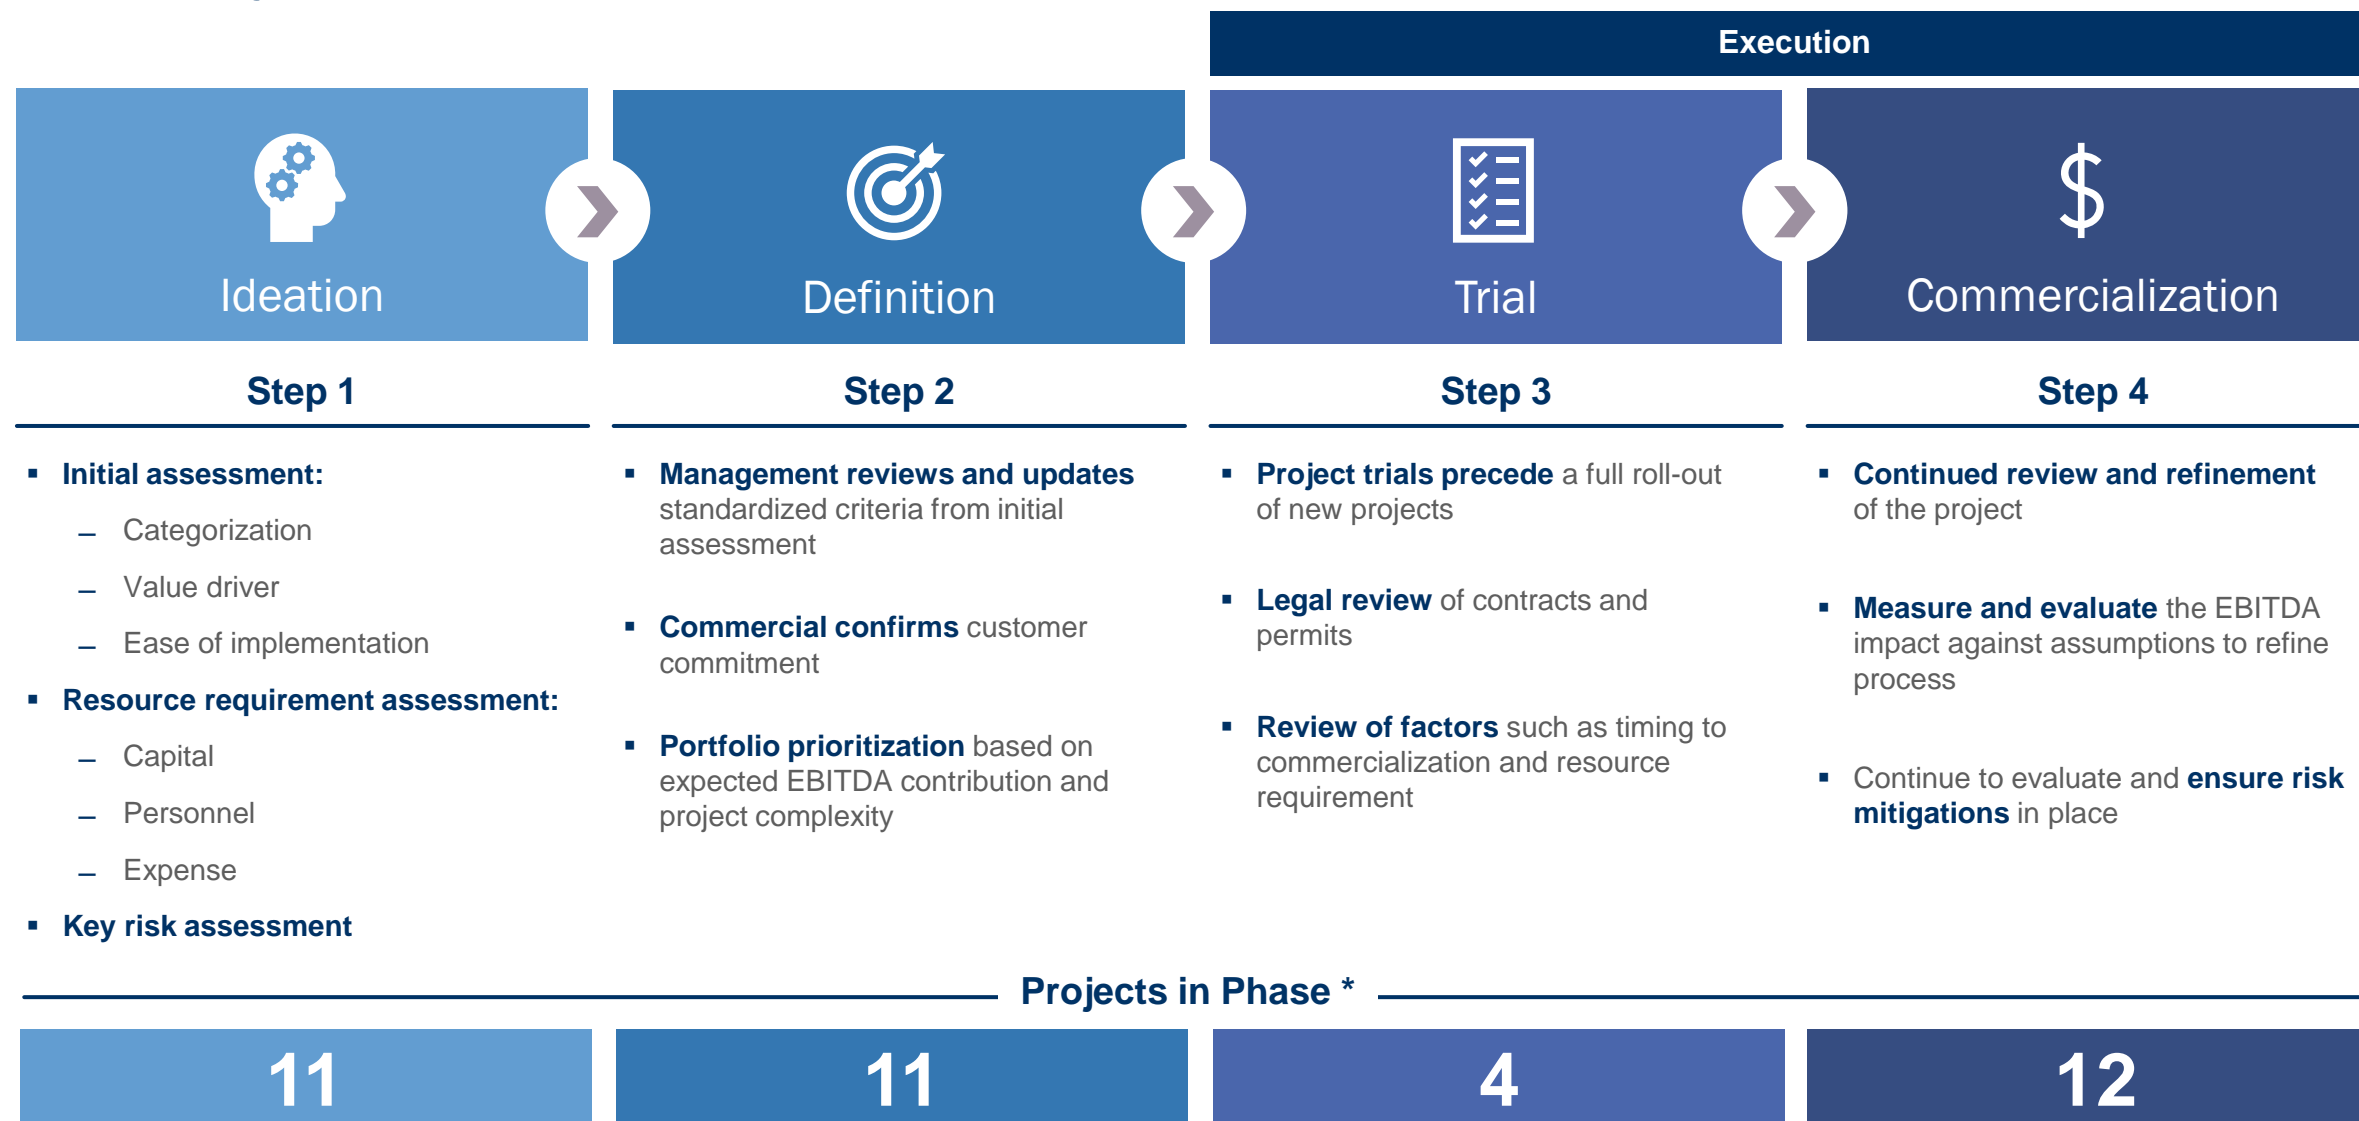 Execution
Ideation
Definition
Trial
Commercialization
Step 1
▪ Initial assessment:
– Categorization
– Value driver
– Ease of implementation
▪ Resource requirement assessment:
– Capital
– Personnel
– Expense
▪ Key risk assessment
Step 2
▪ Management reviews and updates
standardized criteria from initial
assessment
▪ Commercial confirms customer
commitment
▪ Portfolio prioritization based on
expected EBITDA contribution and
project complexity
Step 3
▪ Project trials precede a full roll-out
of new projects
▪ Legal review of contracts and
permits
▪ Review of factors such as timing to
commercialization and resource
requirement
Step 4
▪ Continued review and refinement
of the project
▪ Measure and evaluate the EBITDA
impact against assumptions to refine
process
▪ Continue to evaluate and ensure risk
mitigations in place
Projects in Phase *
11
11
4
12